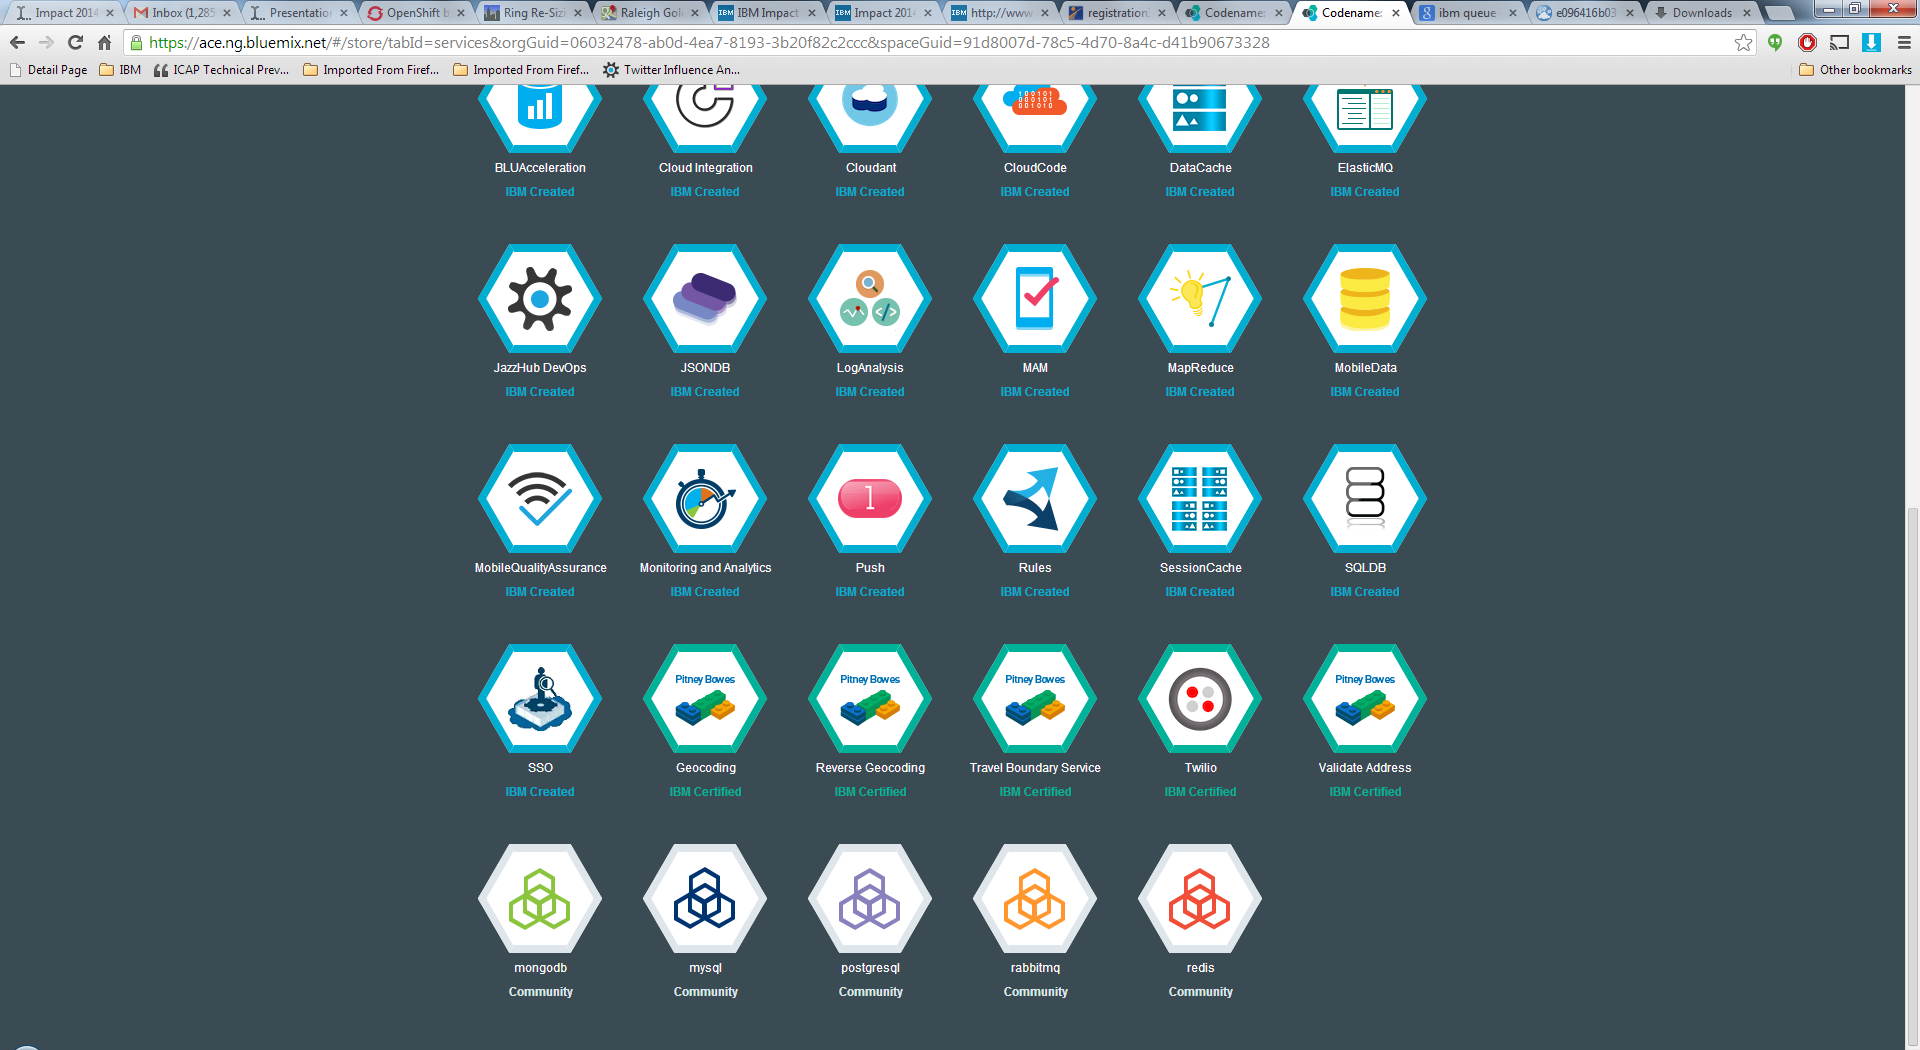 Impact 2014
Inbox (1,285
Presentation
OpenShift b
Ring Re-Sizi
Raleigh Gol
IBM Impact
Impact 2014
http://www
registration
Codename:
Codename:
ibm queue
e096416b03
Downloads
https://ace.ng.bluemix.net/#/store/tabId=services&orgGuid=06032478-ab0d-4ea7-8193-3b20f82c2ccc&spaceGuid=91d8007d-78c5-4d70-8a4c-d41b90673328
Detail Page
IBM
ICAP Technical Prev...
Imported From Firef...
Imported From Firef...
Twitter Influence An...
Other bookmarks
BLUAcceleration
Cloud Integration
Cloudant
CloudCode
DataCache
ElasticMQ
IBM Created
IBM Created
IBM Created
IBM Created
IBM Created
IBM Created
JazzHub DevOps
JSONDB
LogAnalysis
MAM
MapReduce
MobileData
IBM Created
IBM Created
IBM Created
IBM Created
IBM Created
IBM Created
MobileQualityAssurance
Monitoring and Analytics
Push
Rules
SessionCache
SQLDB
IBM Created
IBM Created
IBM Created
IBM Created
IBM Created
IBM Created
Pitney Bowes
Pitney Bowes
Pitney Bowes
Pitney Bowes
SSO
Geocoding
Reverse Geocoding
Travel Boundary Service
Twilio
Validate Address
IBM Created
IBM Certified
IBM Certified
IBM Certified
IBM Certified
IBM Certified
mongodb
mysql
postgresql
rabbitmq
redis
Community
Community
Community
Community
Community